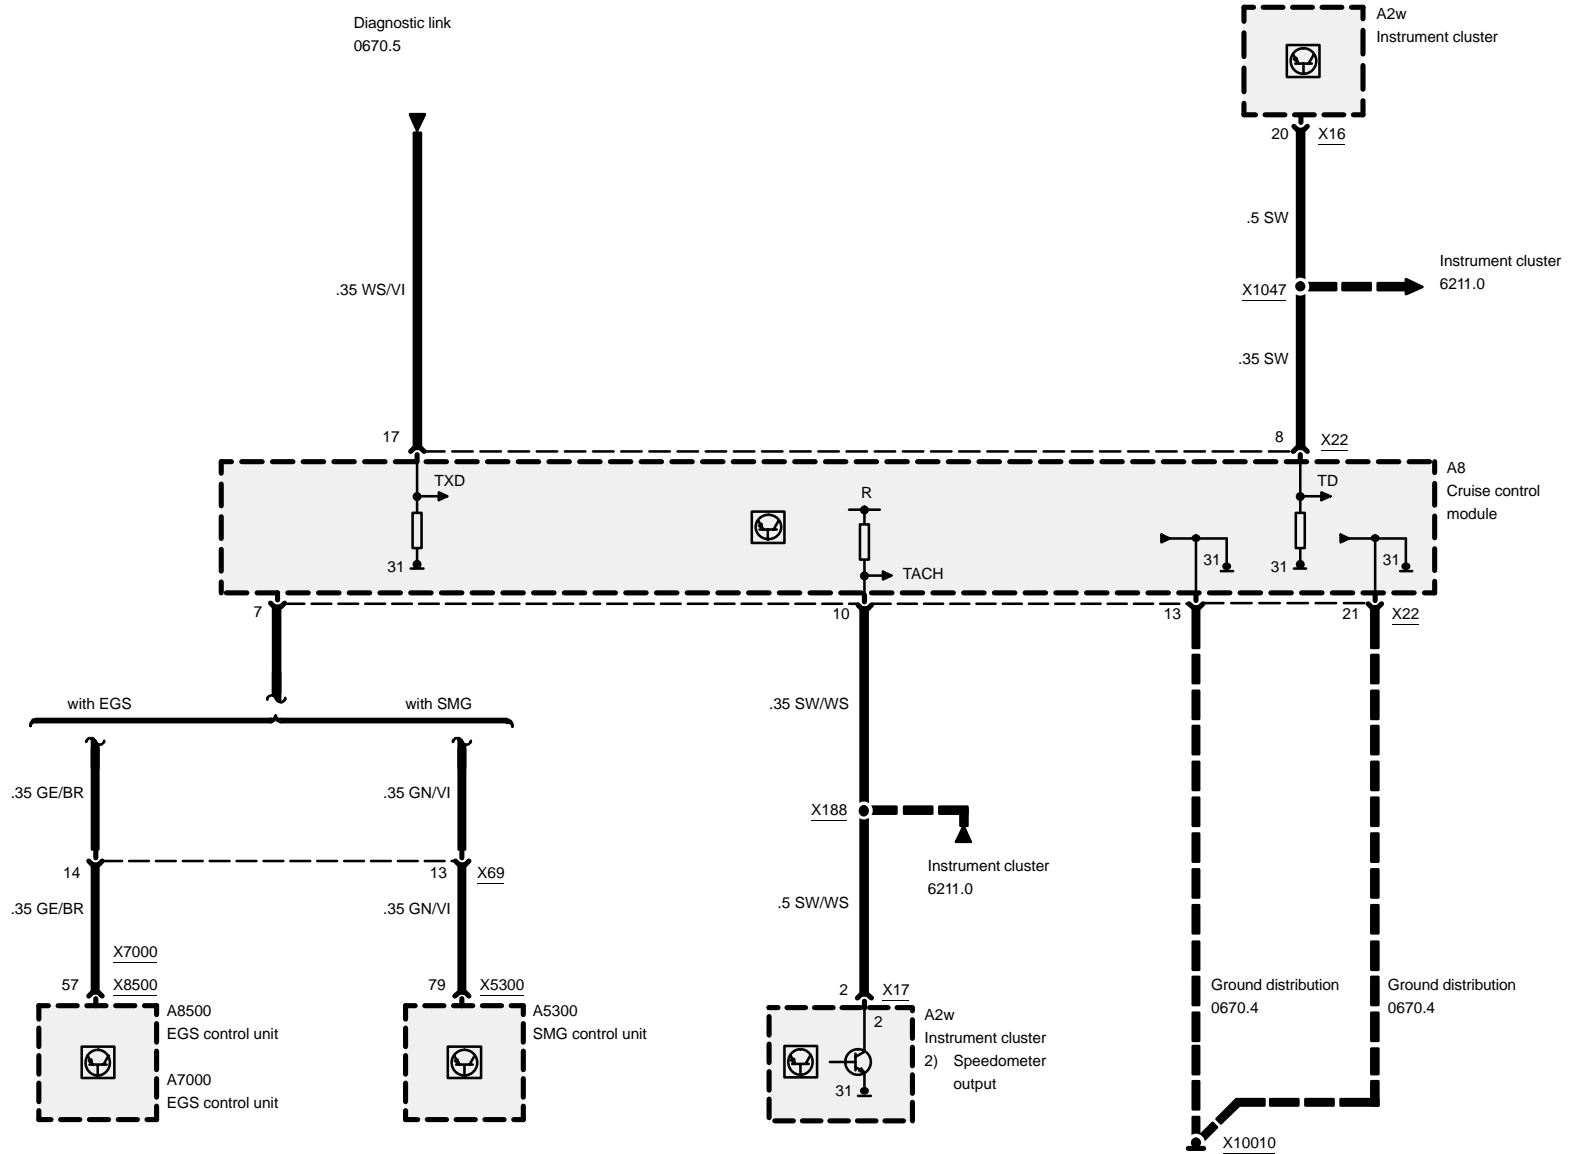 Diagnostic link
0670.5
A2w
Instrument cluster
20 X16
.5 SW
Instrument cluster
6211.0
X1047
.35 WS/VI
.35 SW
17
8 X22
A8
Cruise control
module
TXD
R
TD
31
TACH
31
31
31
7
10
13
21 X22
with EGS
with SMG
.35 SW/WS
.35 GE/BR
.35 GN/VI
X188
Instrument cluster
6211.0
14
13 X69
.35 GE/BR
.35 GN/VI
.5 SW/WS
X7000
57 X8500
79 X5300
2 X17
Ground distribution
0670.4
Ground distribution
0670.4
A8500
EGS control unit
A7000
EGS control unit
A5300
SMG control unit
2
A2w
Instrument cluster
2) Speedometer
output
31
X10010